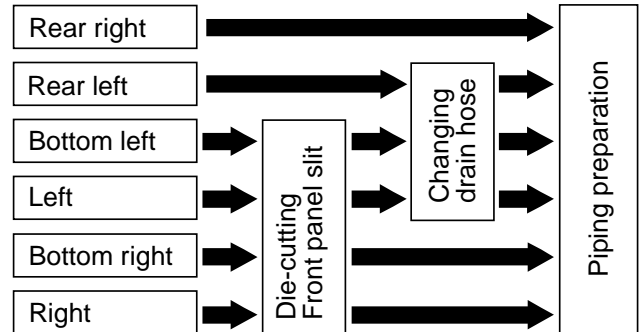 Rear right
Rear left
Bottom left
Left
Bottom right
Right
Die-cutting
Front panel slit
Changing
drain hose
Piping preparation